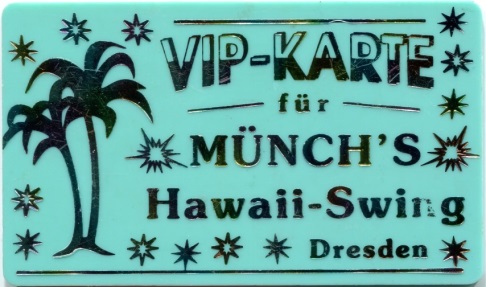 VIP-KARTE
für
MÜNCH'S
Hawaii-Swing
Dresden